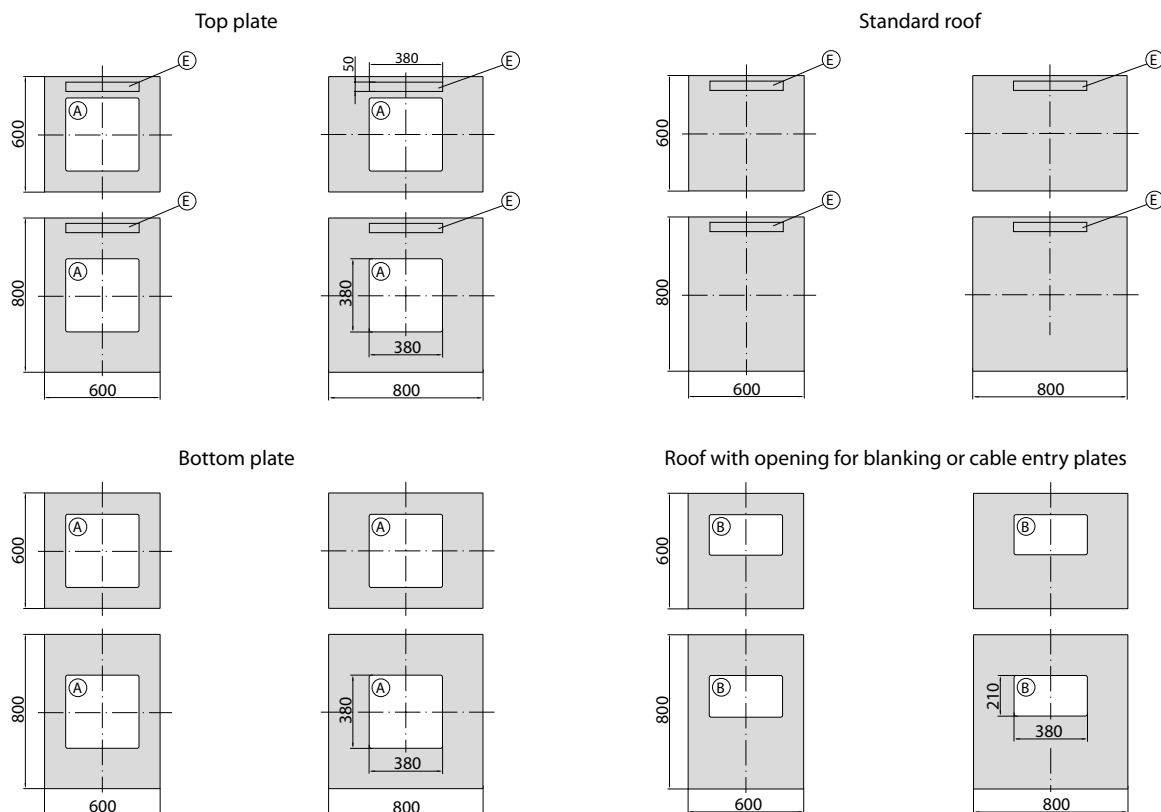 Top plate
Standard roof
E
50
380
E
E
E
600
A
A
600
E
E
E
E
800
A
380
A
380
800
600
800
600
800
Bottom plate
Roof with opening for blanking or cable entry plates
600
A
A
600
B
B
800
A
380
A
380
800
B
210
B
380
600
800
600
800